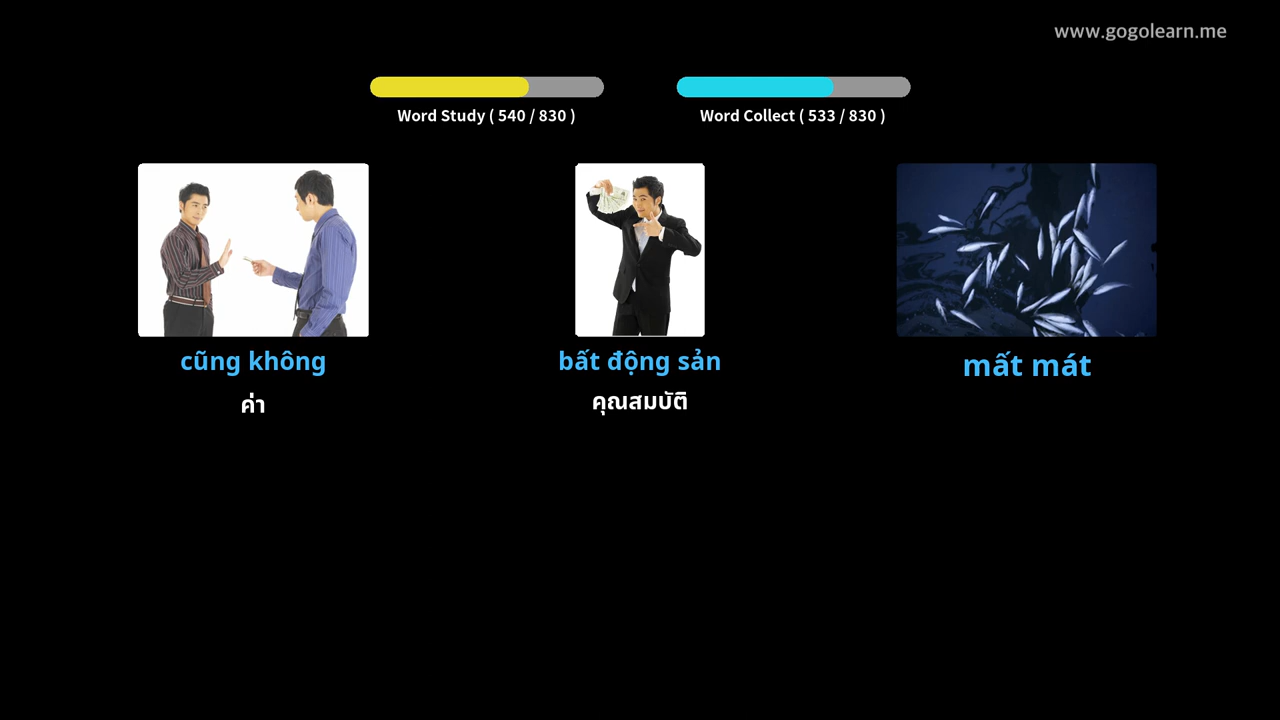 www.gogolearn.me
Word Study ( 540 / 830 )
Word Collect ( 533 / 830 )
cũng không
ค่า
bất động sản
คุณสมบัติ
mất mát